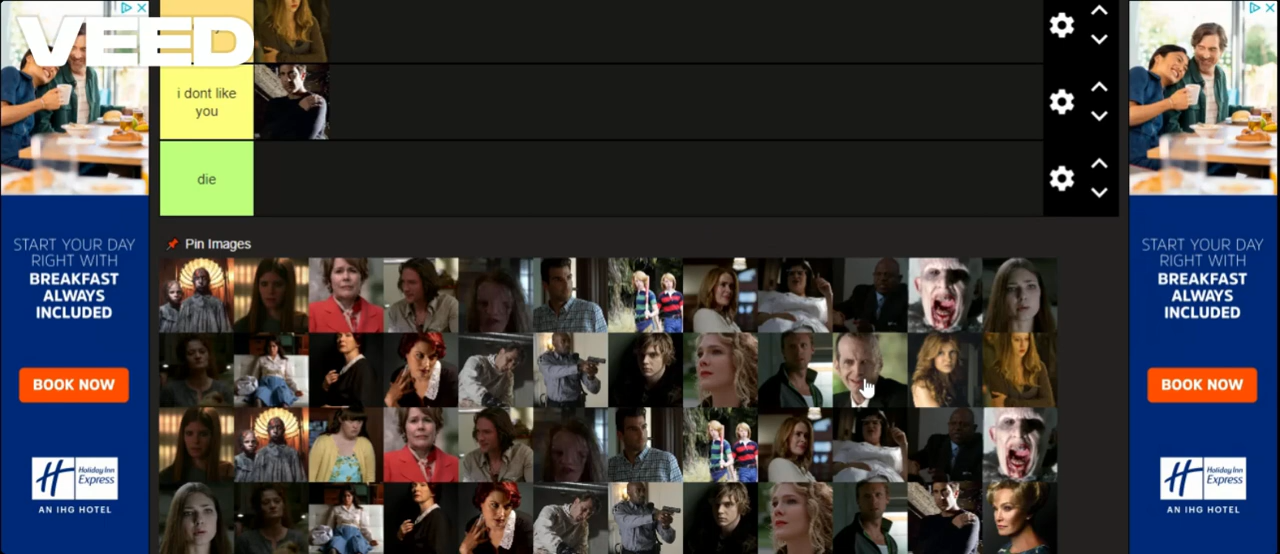 VEED
i dont like
you
die
Pin Images
START YOUR DAY
RIGHT WITH
BREAKFAST
ALWAYS
INCLUDED
BOOK NOW
H Holiday Inn
Express
AN IHG HOTEL
START YOUR DAY
RIGHT WITH
BREAKFAST
ALWAYS
INCLUDED
BOOK NOW
H Holiday Inn
Express
AN IHG HOTEL